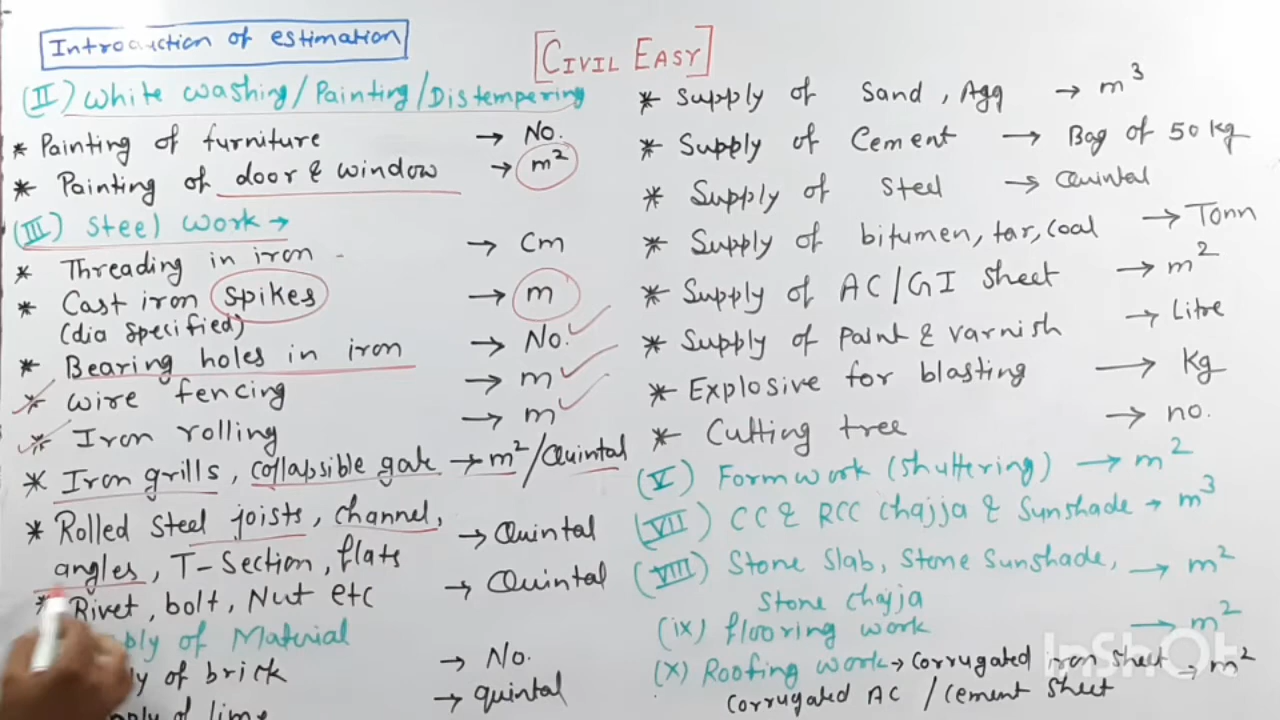 Introduction of estimation
[CIVIL EASY]
(II) White washing/Painting/Distempering
* Painting of furniture → No.
* Painting of door & window → m²
(III) Steel work →
* Threading in iron → Cm
* Cast iron spikes → m
(dia specified)
* Bearing holes in iron → No.
* wire fencing → m
* Iron rolling → m
* Iron grills, collabsible gate → m²/Quintal
* Rolled Steel joists, channel,
angles, T-Section, flats → Quintal
* Rivet, bolt, Nut etc → Quintal
of Material
of brick → No.
of lime → quintal
* Supply of Sand, Agg → m³
* Supply of Cement → Bag of 50 kg
* Supply of Steel → Quintal
* Supply of bitumen, tar, coal → Tonn
* Supply of AC/GI Sheet → m²
* Supply of Paint & varnish → Litre
* Explosive for blasting → Kg
* Cutting tree → no.
(V) Formwork (Shuttering) → m²
(VII) CC & RCC Chajja & Sunshade → m³
(VIII) Stone Slab, Stone Sunshade, → m²
Stone chajja
(ix) flooring work → m²
(x) Roofing work → Corrugated iron Sheet → m²
Corrugated AC / Cement Sheet
InShOt